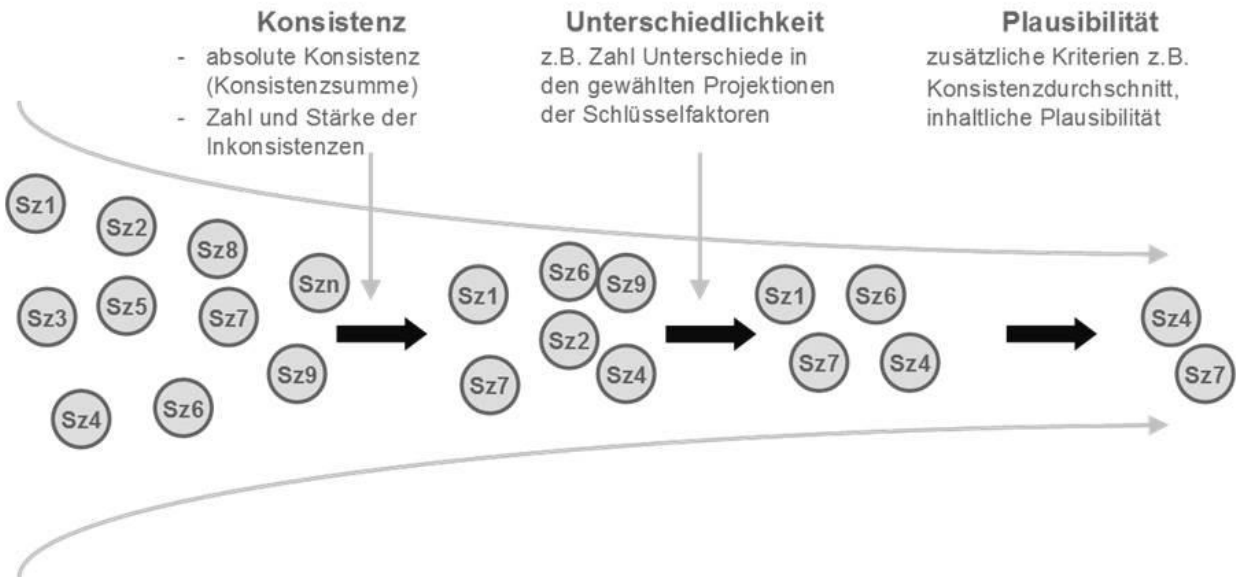 Konsistenz
- absolute Konsistenz
(Konsistenzsumme)
- Zahl und Stärke der
Inkonsistenzen
Unterschiedlichkeit
z.B. Zahl Unterschiede in
den gewählten Projektionen
der Schlüsselfaktoren
Plausibilität
zusätzliche Kriterien z.B.
Konsistenzdurchschnitt,
inhaltliche Plausibilität
Sz1
Sz2
Sz8
Szn
Sz3
Sz5
Sz7
Sz9
Sz4
Sz6
Sz1
Sz6
Sz9
Sz2
Sz7
Sz4
Sz1
Sz6
Sz7
Sz4
Sz4
Sz7